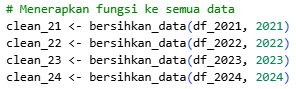 # Menerapkan fungsi ke semua data
clean_21 <- bersihkan_data(df_2021, 2021)
clean_22 <- bersihkan_data(df_2022, 2022)
clean_23 <- bersihkan_data(df_2023, 2023)
clean_24 <- bersihkan_data(df_2024, 2024)